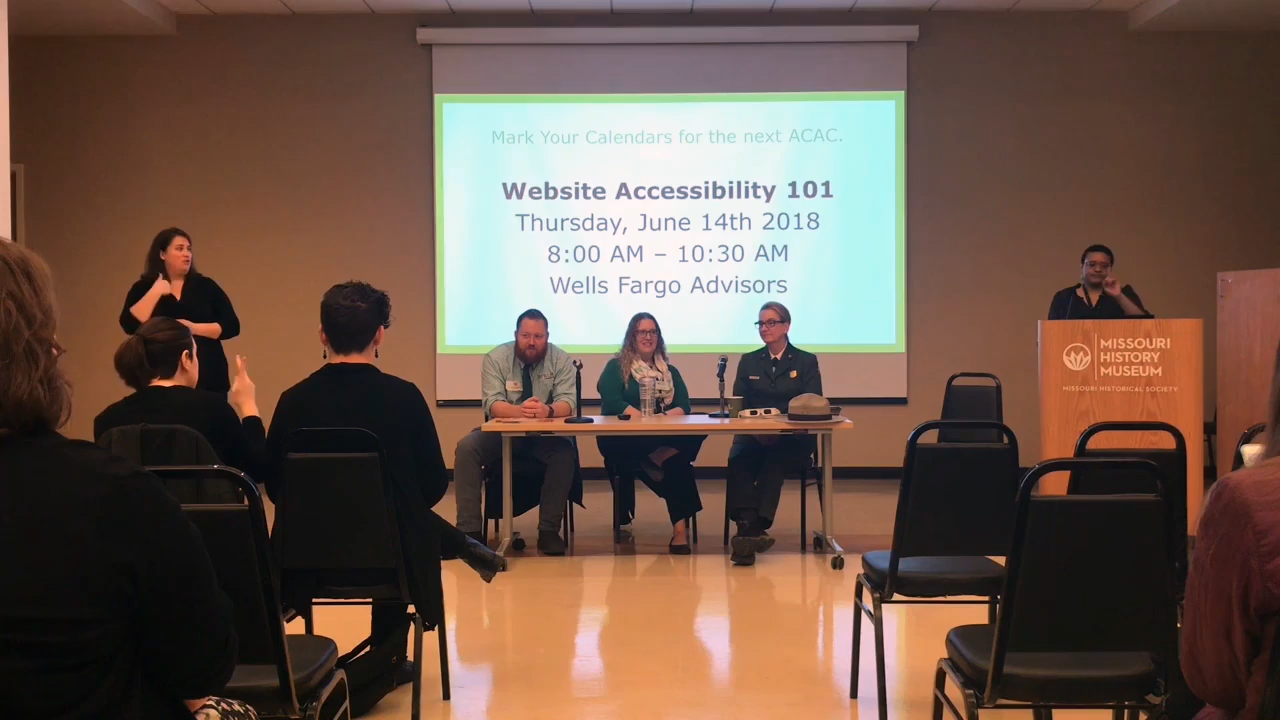 Mark Your Calendars for the next ACAC.
Website Accessibility 101
Thursday, June 14th 2018
8:00 AM – 10:30 AM
Wells Fargo Advisors
MISSOURI
HISTORY
MUSEUM
MISSOURI HISTORICAL SOCIETY